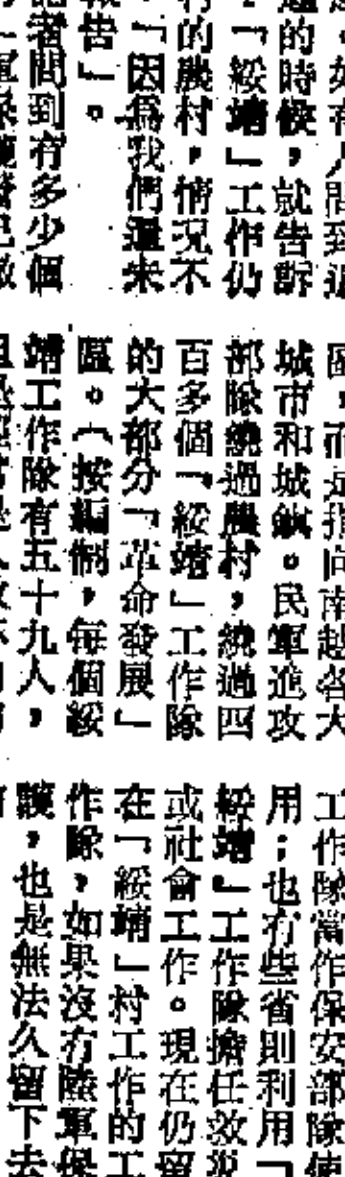 如有人問到這
的時候,就告訴
「綏靖」工作仍
村的農村,情況不
「因爲我們還未
報告」。
記者問到有多少個
區,而是指向南越各大
城市和城鎮。民軍進攻
部隊繞過農村,繞過四
百多個「綏靖」工作隊
的大部分「革命發展」
區。(按編制,每個綏
靖工作隊有五十九人,
工作隊當作保安部隊使
用;也有些省則利用「
綏靖」工作隊擔任救災
或社會工作。現在仍留
在「綏靖」村工作的工
作隊,如果沒有陸軍保
護,也是無法久留下去